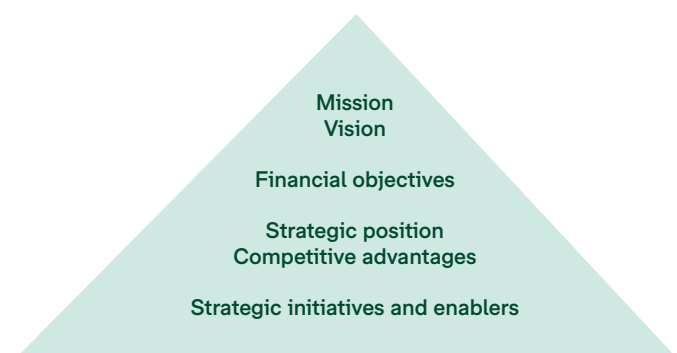 Mission
Vision
Financial objectives
Strategic position
Competitive advantages
Strategic initiatives and enablers